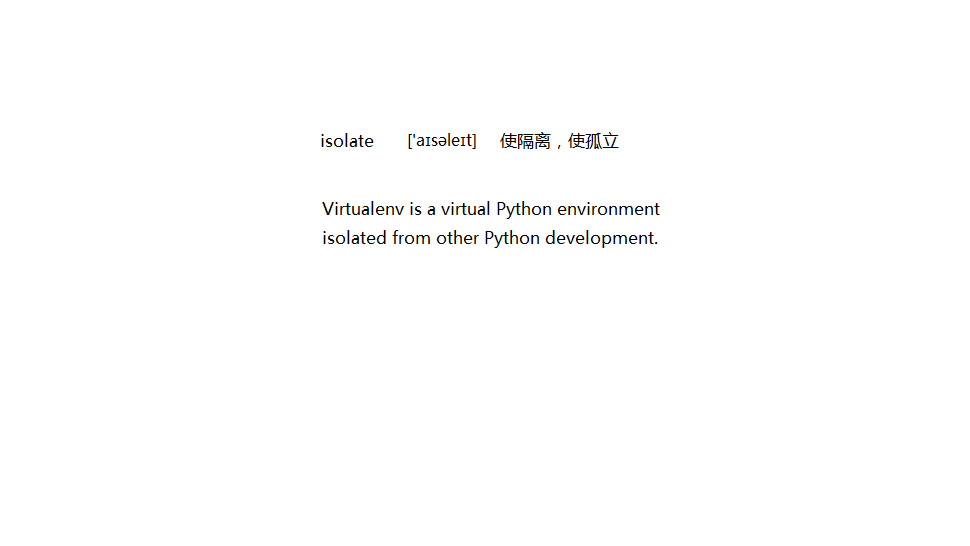 isolate ['aɪsəleɪt] 使隔离，使孤立
Virtualenv is a virtual Python environment
isolated from other Python development.